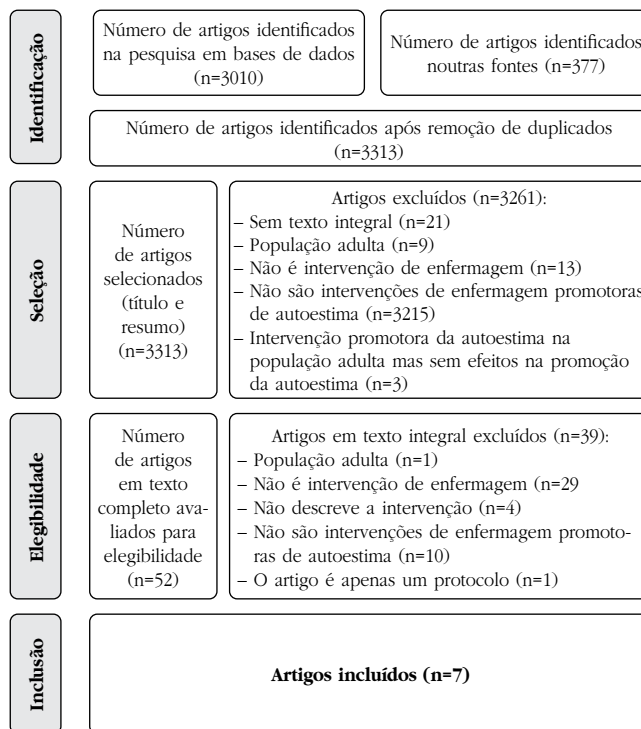 Identificação
Número de artigos identificados
na pesquisa em bases de dados
(n=3010)
Número de artigos identificados
noutras fontes (n=377)
Número de artigos identificados após remoção de duplicados
(n=3313)
Seleção
Número
de artigos
selecionados
(título e
resumo)
(n=3313)
Artigos excluídos (n=3261):
– Sem texto integral (n=21)
– População adulta (n=9)
– Não é intervenção de enfermagem (n=13)
– Não são intervenções de enfermagem promotoras
de autoestima (n=3215)
– Intervenção promotora da autoestima na
população adulta mas sem efeitos na promoção
da autoestima (n=3)
Elegibilidade
Número
de artigos
em texto
completo ava-
liados para
elegibilidade
(n=52)
Artigos em texto integral excluídos (n=39):
– População adulta (n=1)
– Não é intervenção de enfermagem (n=29
– Não descreve a intervenção (n=4)
– Não são intervenções de enfermagem promoto-
ras de autoestima (n=10)
– O artigo é apenas um protocolo (n=1)
Inclusão
Artigos incluídos (n=7)